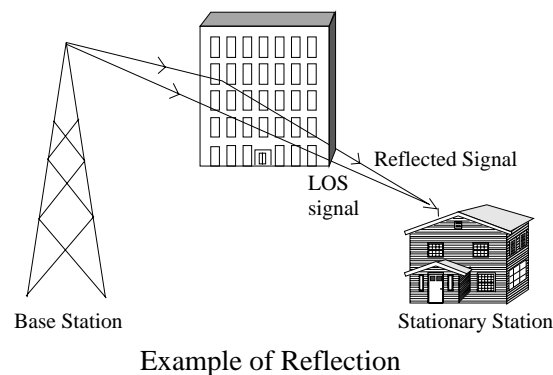 Reflected Signal
LOS
signal
Base Station
Stationary Station
Example of Reflection